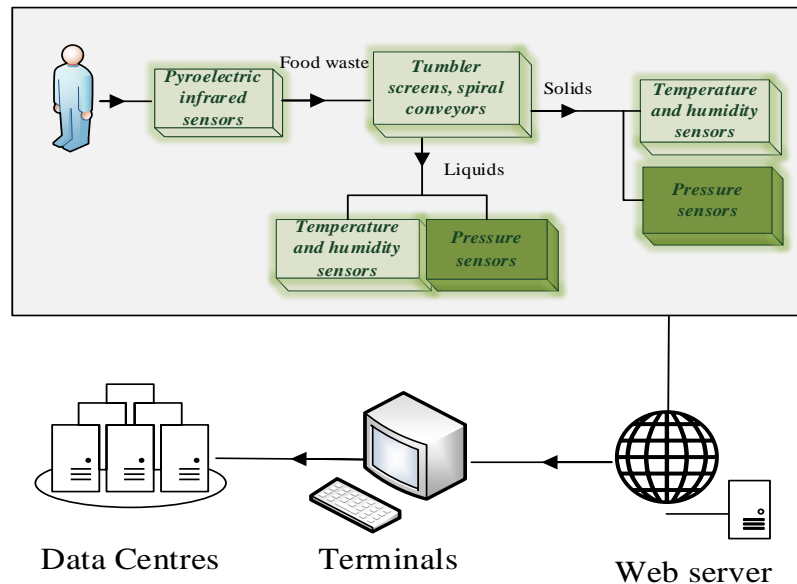 Pyroelectric
infrared
sensors
Food waste
Tumbler
screens, spiral
conveyors
Solids
Temperature
and humidity
sensors
Pressure
sensors
Liquids
Temperature
and humidity
sensors
Pressure
sensors
Data Centres
Terminals
Web server